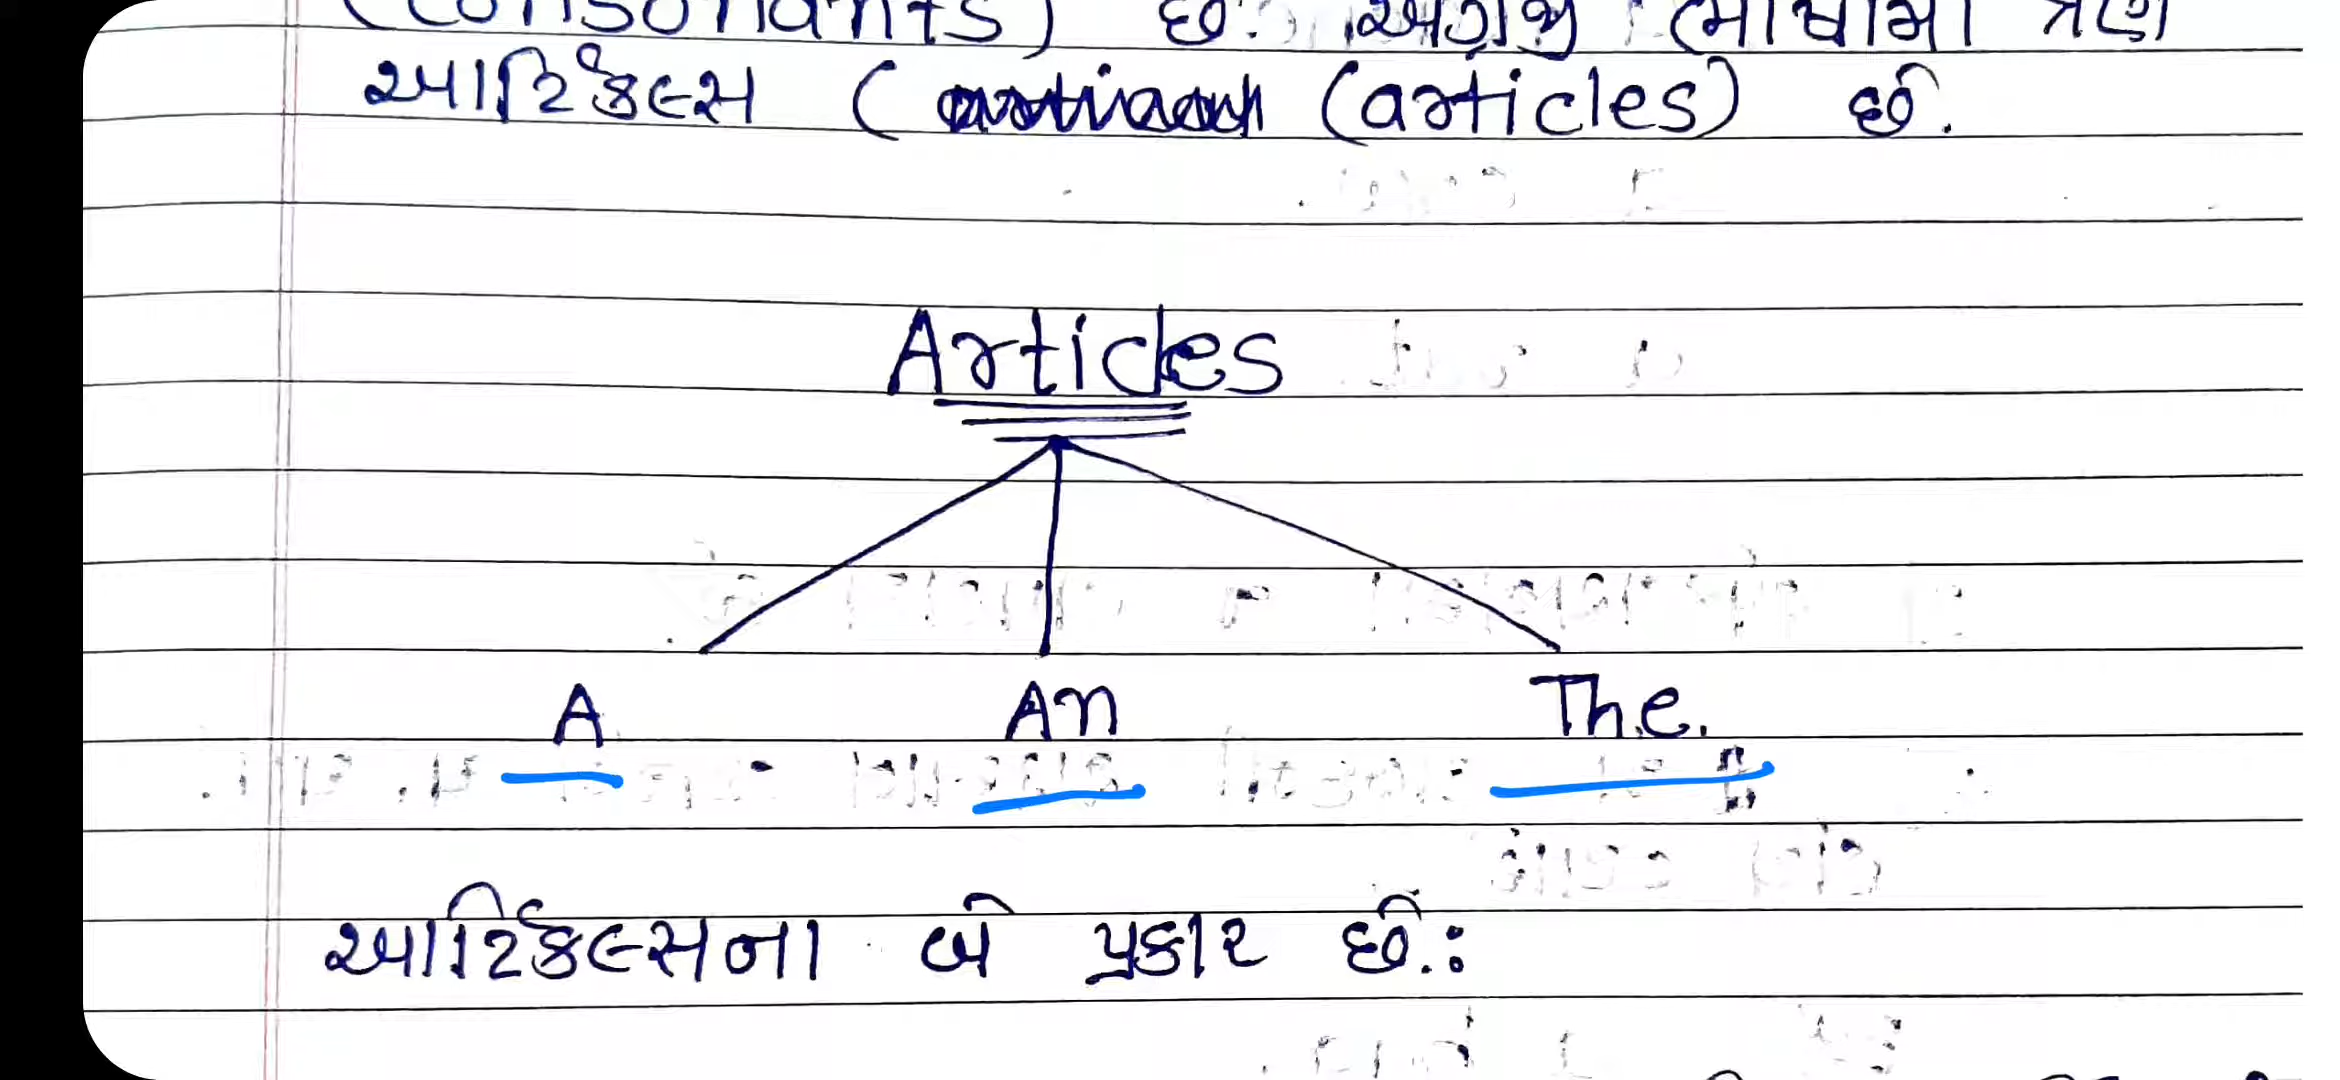 (consonants) છે. અંગ્રેજી ભાષામાં ત્રણ
આર્ટિકલ્સ ( (articles) છે.
Articles
A An The.
આર્ટિકલ્સના બે પ્રકાર છે.: